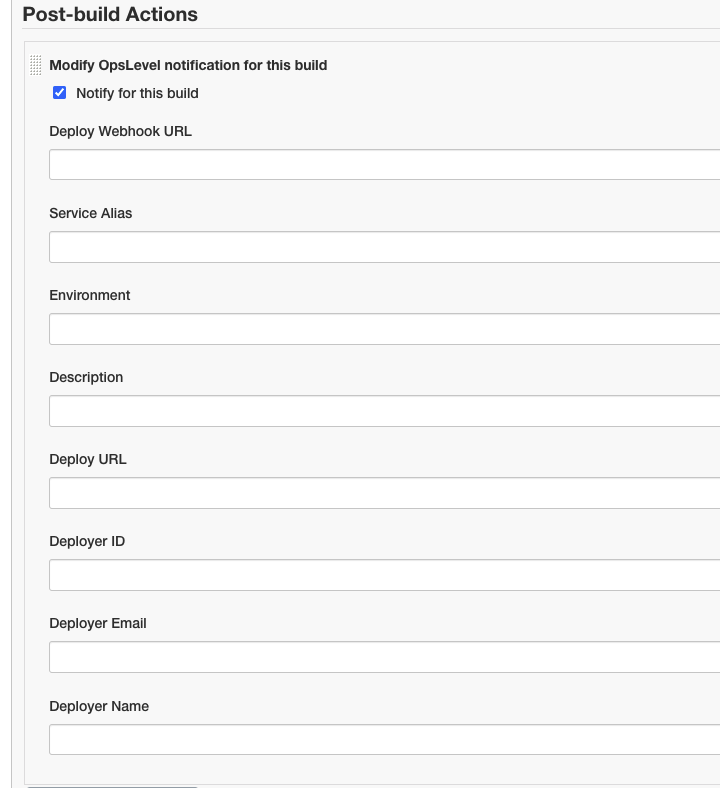 Post-build Actions
Modify OpsLevel notification for this build
Notify for this build
Deploy Webhook URL
Service Alias
Environment
Description
Deploy URL
Deployer ID
Deployer Email
Deployer Name